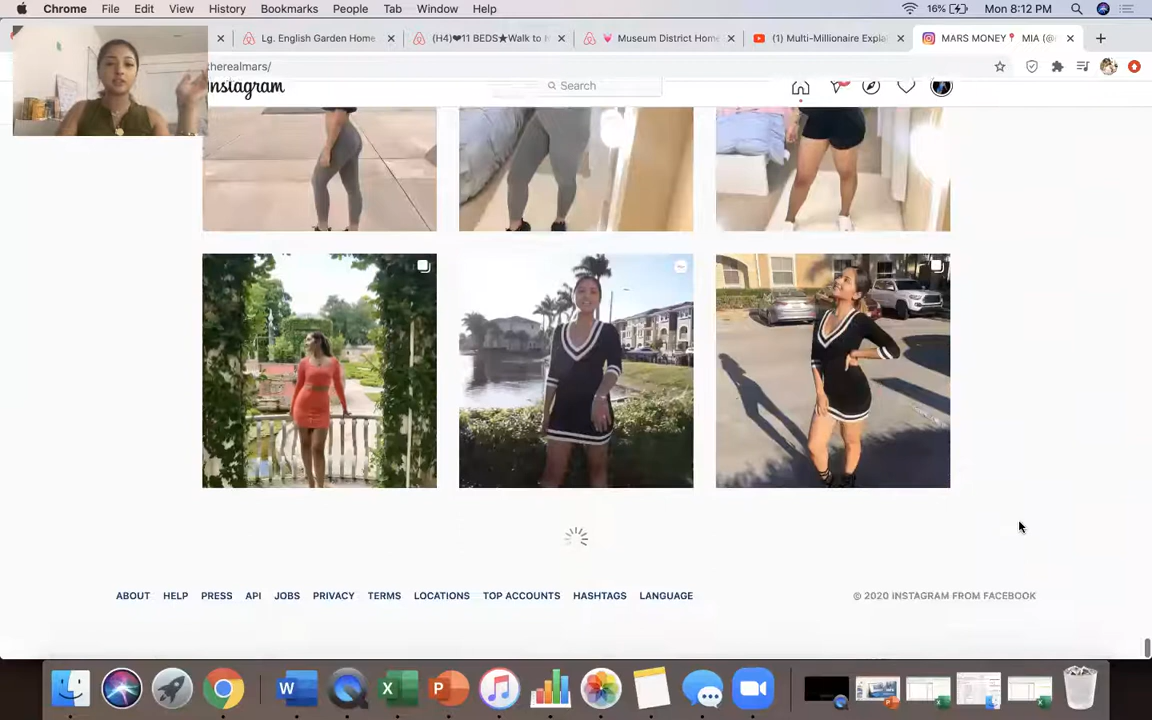 Chrome File Edit View History Bookmarks People Tab Window Help 16% Mon 8:12 PM
Lg. English Garden Home (H4)❤11 BEDS★Walk to Museum District Home (1) Multi-Millionaire Expla MARS MONEY📍 MIA (@
therealmars/
Instagram Search
ABOUT HELP PRESS API JOBS PRIVACY TERMS LOCATIONS TOP ACCOUNTS HASHTAGS LANGUAGE © 2020 INSTAGRAM FROM FACEBOOK